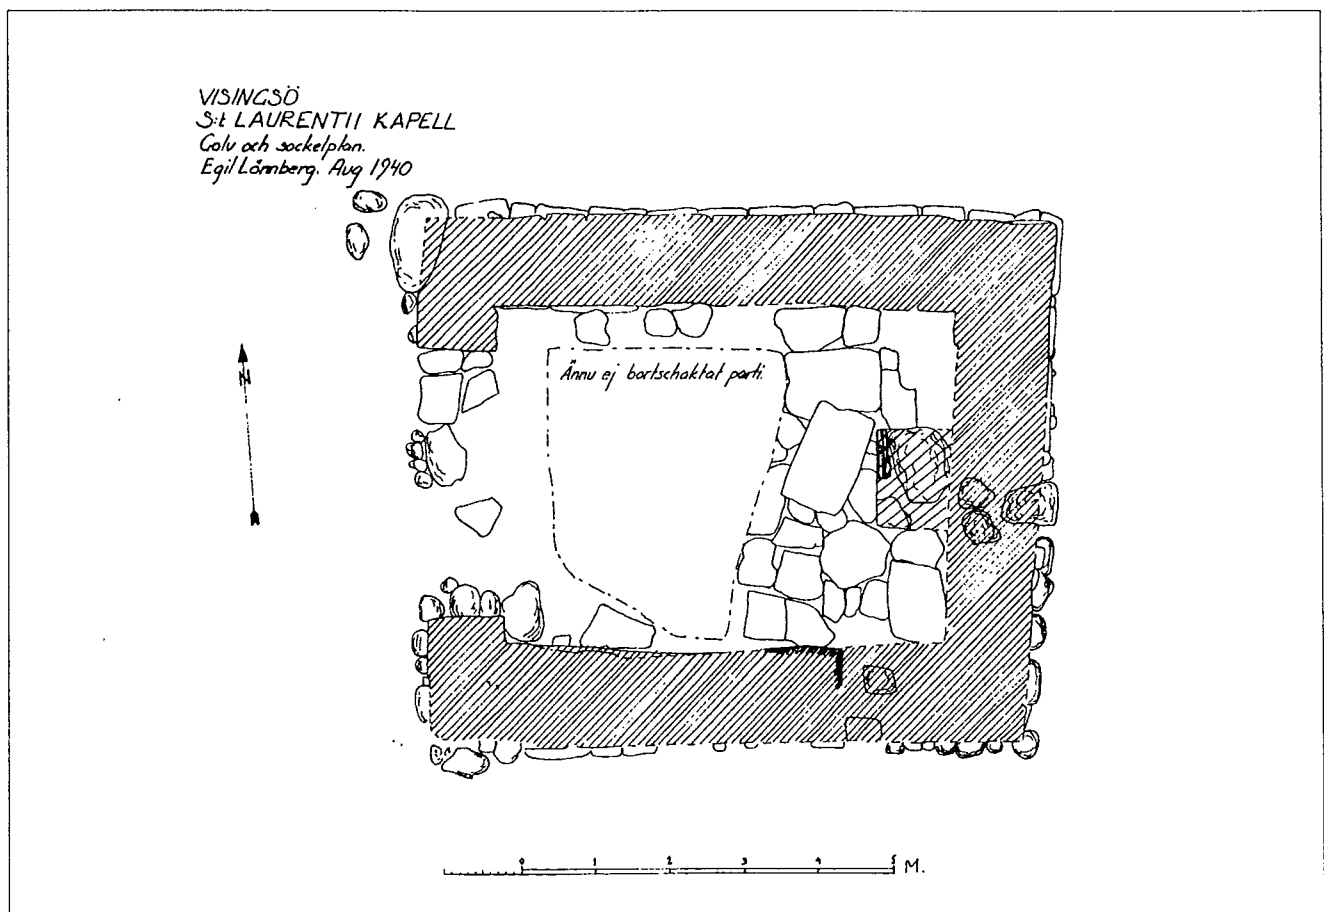 VISINGSÖ
S:t LAURENTII KAPELL
Golv och sockelplan.
Egil Lönnberg. Aug 1940
N
Ännu ej bortschaktat parti.
0 1 2 3 4 5 M.